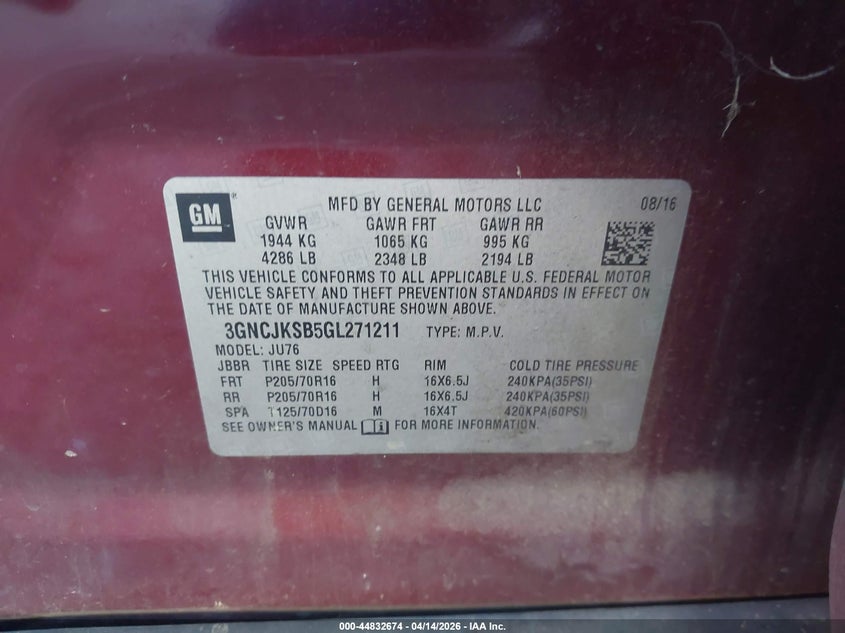 GM ®
MFD BY GENERAL MOTORS LLC 08/16
GVWR GAWR FRT GAWR RR
1944 KG 1065 KG 995 KG
4286 LB 2348 LB 2194 LB
THIS VEHICLE CONFORMS TO ALL APPLICABLE U.S. FEDERAL MOTOR
VEHICLE SAFETY AND THEFT PREVENTION STANDARDS IN EFFECT ON
THE DATE OF MANUFACTURE SHOWN ABOVE.
3GNCJKSB5GL271211 TYPE: M.P.V.
MODEL: JU76
JBBR TIRE SIZE SPEED RTG RIM COLD TIRE PRESSURE
FRT P205/70R16 H 16X6.5J 240KPA(35PSI)
RR P205/70R16 H 16X6.5J 240KPA(35PSI)
SPA T125/70D16 M 16X4T 420KPA(60PSI)
SEE OWNER'S MANUAL FOR MORE INFORMATION.
000-44832674 - 04/14/2026 - IAA Inc.